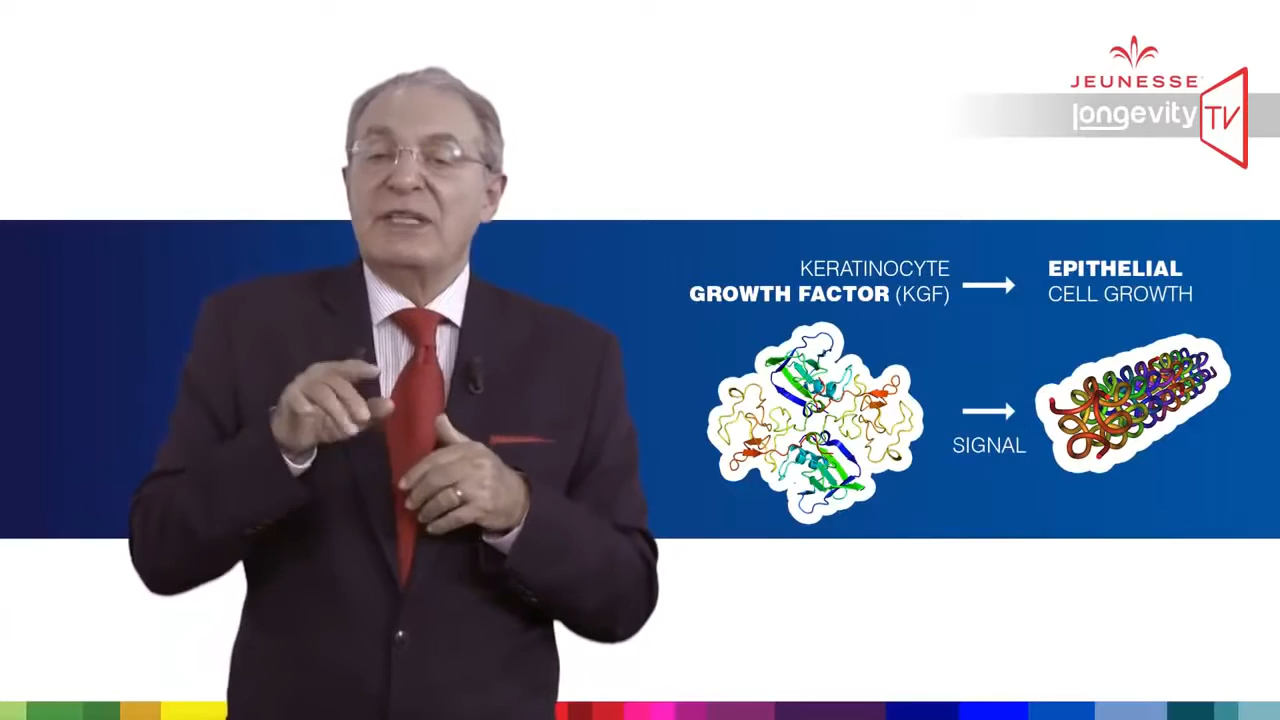 JEUNESSE
longevity TV
KERATINOCYTE
GROWTH FACTOR (KGF)
EPITHELIAL
CELL GROWTH
SIGNAL